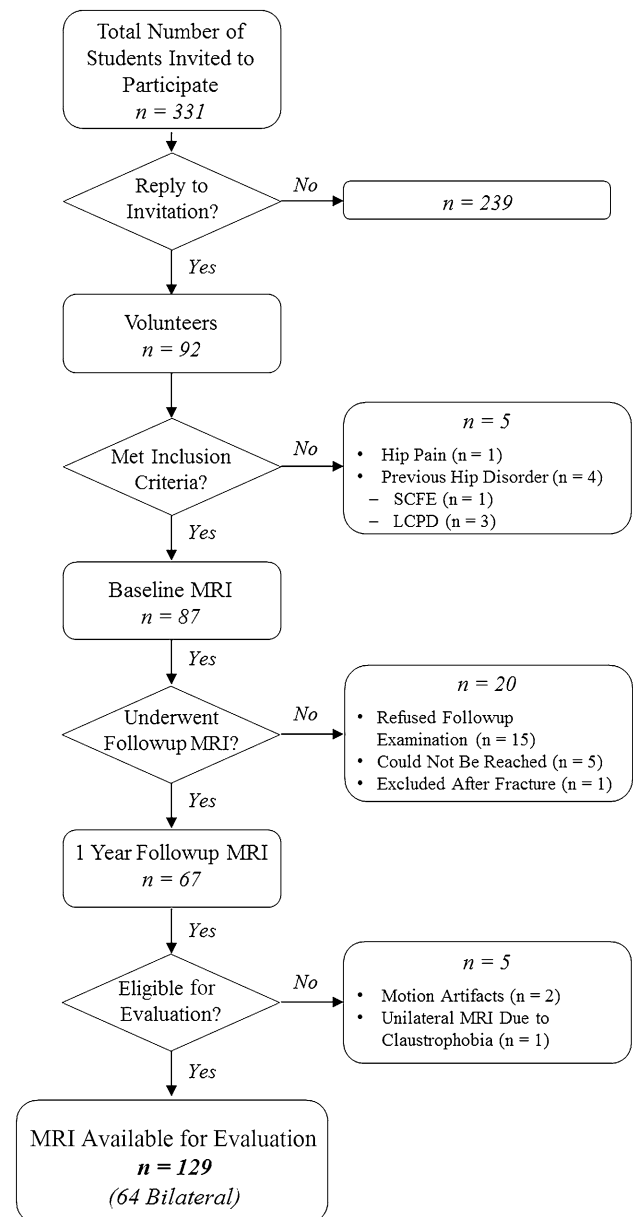 Total Number of
Students Invited to
Participate
n = 331
Reply to
Invitation?
No
n = 239
Yes
Volunteers
n = 92
Met Inclusion
Criteria?
No
n = 5
• Hip Pain (n = 1)
• Previous Hip Disorder (n = 4)
– SCFE (n = 1)
– LCPD (n = 3)
Yes
Baseline MRI
n = 87
Yes
Underwent
Followup MRI?
No
n = 20
• Refused Followup
Examination (n = 15)
• Could Not Be Reached (n = 5)
• Excluded After Fracture (n = 1)
Yes
1 Year Followup MRI
n = 67
Yes
Eligible for
Evaluation?
No
n = 5
• Motion Artifacts (n = 2)
• Unilateral MRI Due to
Claustrophobia (n = 1)
Yes
MRI Available for Evaluation
n = 129
(64 Bilateral)